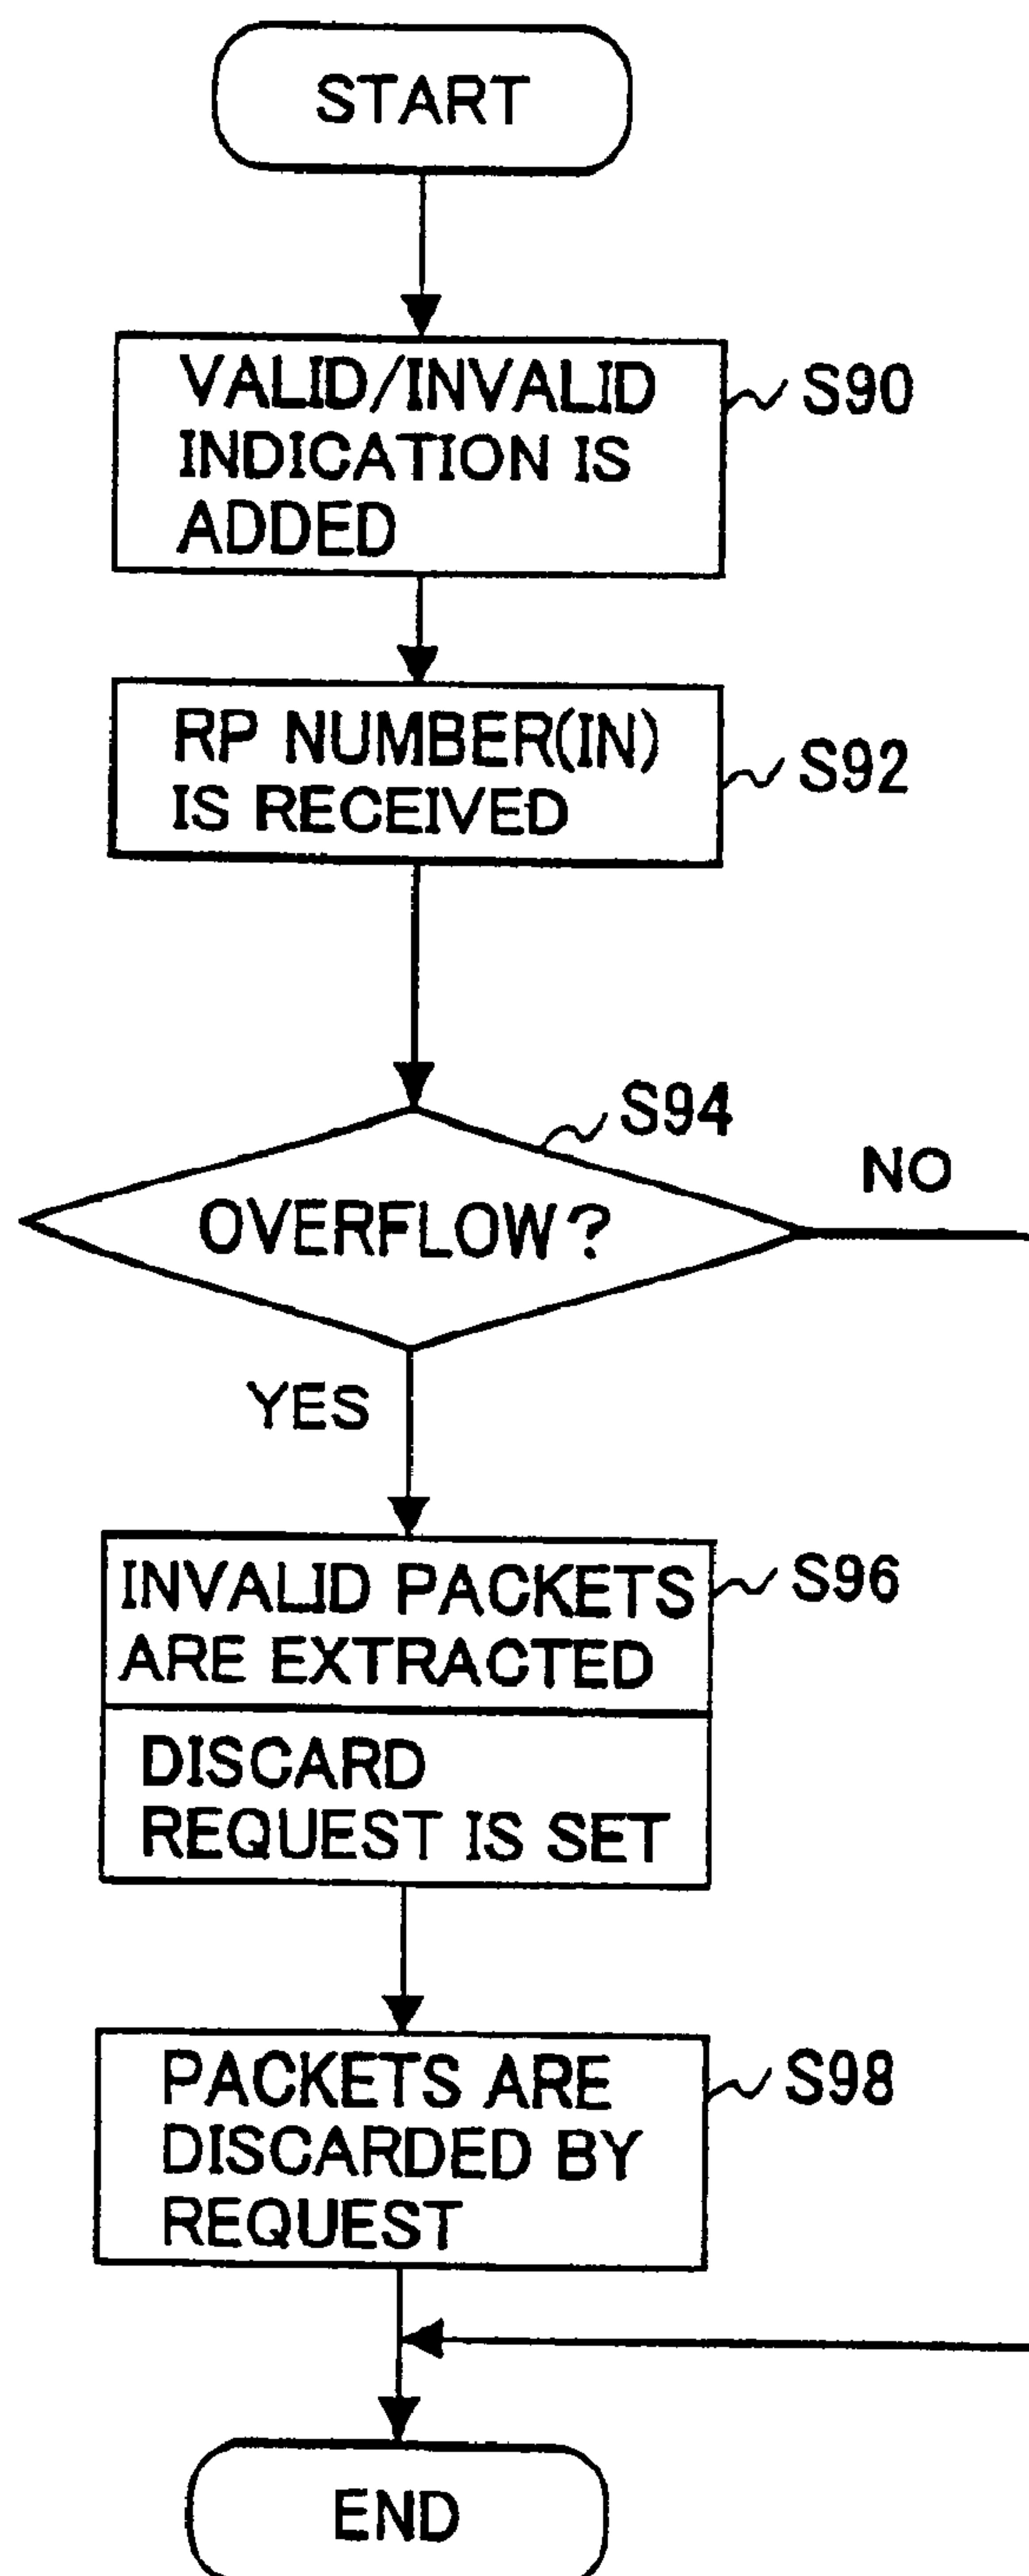 START
VALID/INVALID
INDICATION IS
ADDED
S90
RP NUMBER(IN)
IS RECEIVED
S92
S94
OVERFLOW?
NO
YES
INVALID PACKETS
ARE EXTRACTED
S96
DISCARD
REQUEST IS SET
PACKETS ARE
DISCARDED BY
REQUEST
S98
END